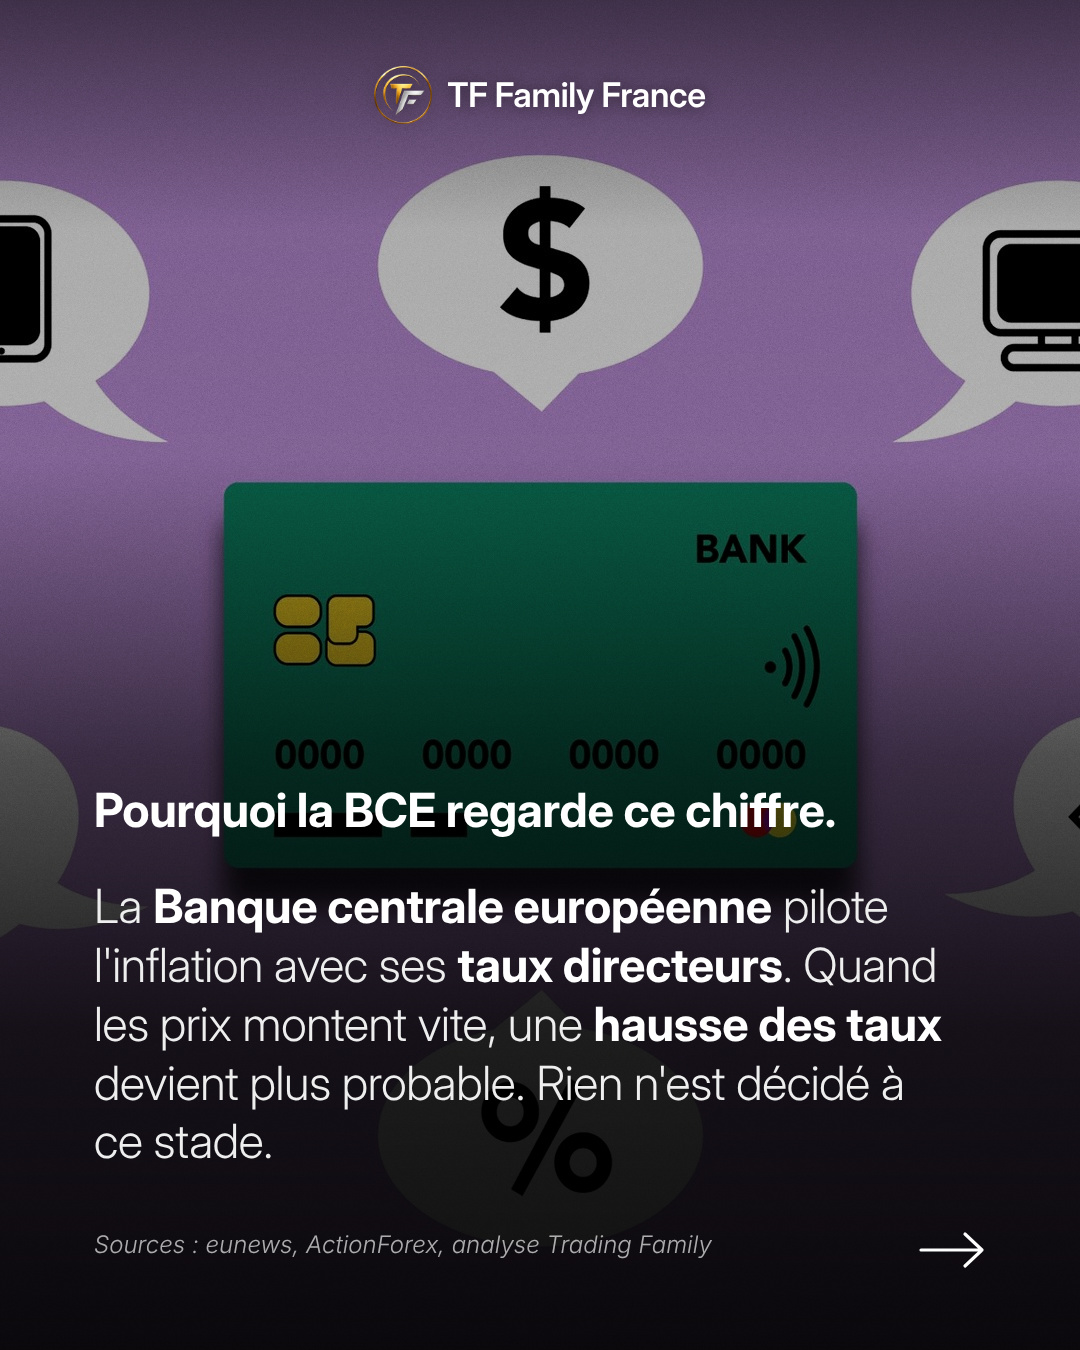 TF Family France
$
BANK
0000 0000 0000 0000
Pourquoi la BCE regarde ce chiffre.
La Banque centrale européenne pilote
l'inflation avec ses taux directeurs. Quand
les prix montent vite, une hausse des taux
devient plus probable. Rien n'est décidé à
ce stade.
%
Sources : eunews, ActionForex, analyse Trading Family